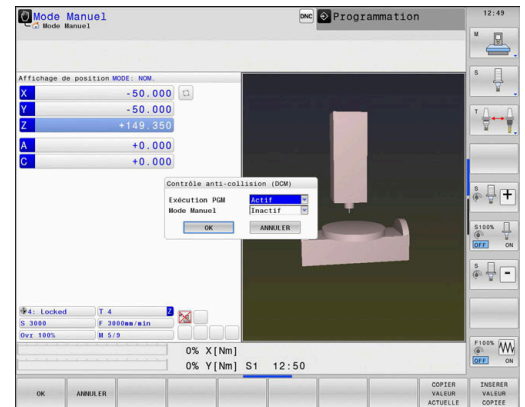 Mode Manuel
Mode Manuel
DNC
Programmation
12:49
Affichage de position MODE: NOM.
X -50.000
Y -50.000
Z +149.350
A +0.000
C +0.000
Contrôle anti-collision (DCM)
Exécution PGM Actif
Mode Manuel Inactif
OK ANNULER
4: Locked T 4 Z
S 3000 F 3000mm/min
Ovr 100% M 5/9
0% X[Nm]
0% Y[Nm] S1 12:50
M
S
T
S
S100%
OFF ON
S
F100%
OFF ON
OK
ANNULER
COPIER VALEUR ACTUELLE
INSERER VALEUR COPIEE